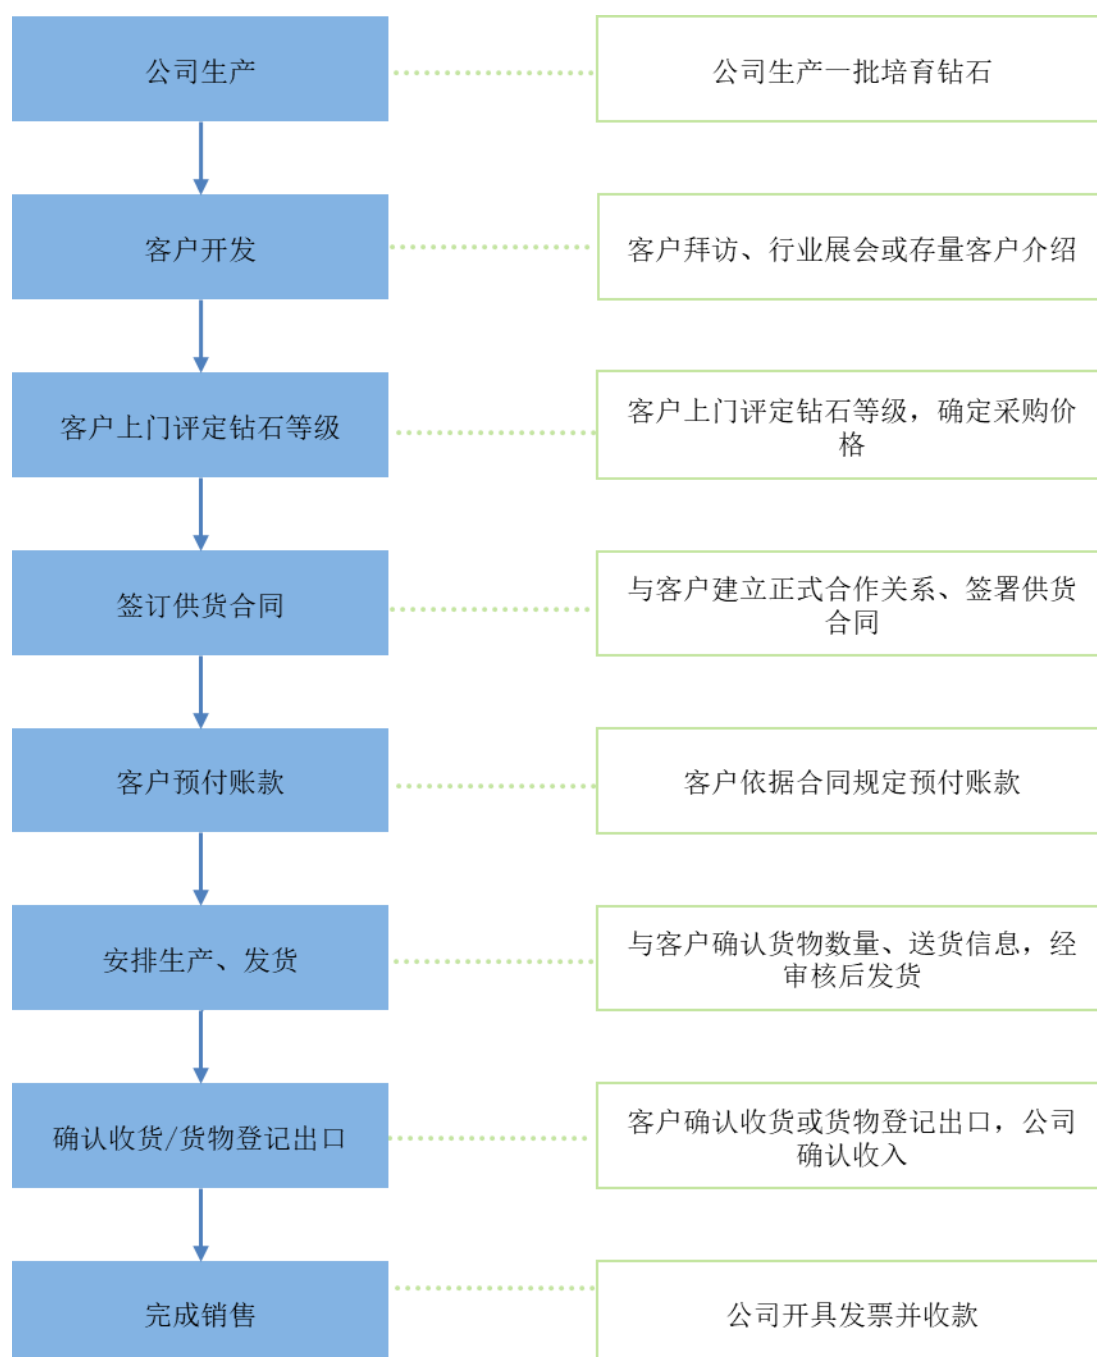 公司生产
公司生产一批培育钻石
客户开发
客户拜访、行业展会或存量客户介绍
客户上门评定钻石等级
客户上门评定钻石等级，确定采购价
格
签订供货合同
与客户建立正式合作关系、签署供货
合同
客户预付账款
客户依据合同规定预付账款
安排生产、发货
与客户确认货物数量、送货信息，经
审核后发货
确认收货/货物登记出口
客户确认收货或货物登记出口，公司
确认收入
完成销售
公司开具发票并收款